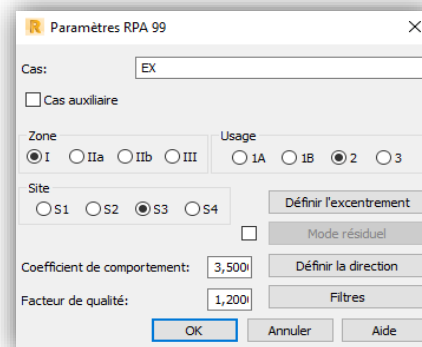 R Paramètres RPA 99
Cas: EX
Cas auxiliaire
Zone Usage
I IIa IIb III 1A 1B 2 3
Site
S1 S2 S3 S4 Définir l'excentrement
Mode résiduel
Coefficient de comportement: 3,500 Définir la direction
Facteur de qualité: 1,200 Filtres
OK Annuler Aide